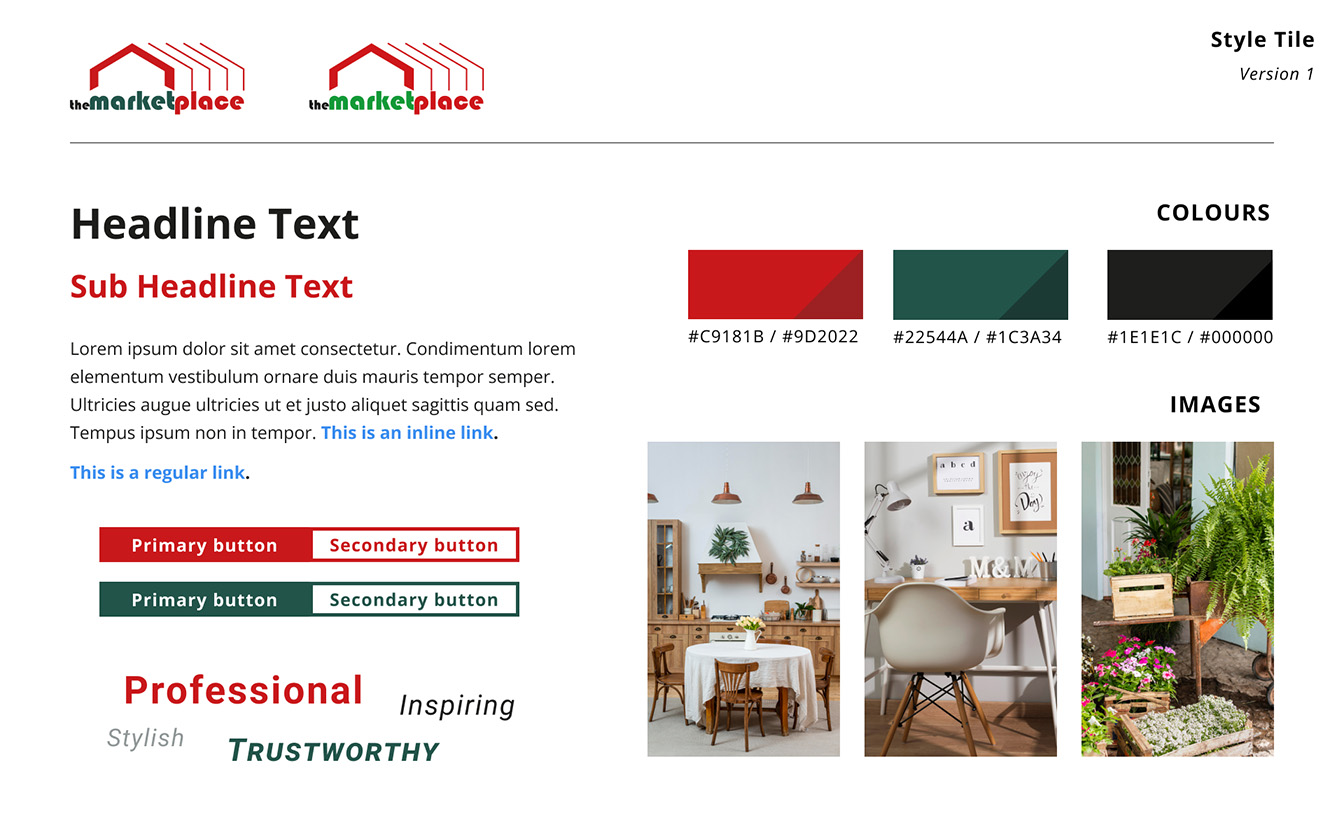 themarketplace
themarketplace
Style Tile
Version 1
Headline Text
Sub Headline Text
Lorem ipsum dolor sit amet consectetur. Condimentum lorem
elementum vestibulum ornare duis mauris tempor semper.
Ultricies augue ultricies ut et justo aliquet sagittis quam sed.
Tempus ipsum non in tempor. This is an inline link.
This is a regular link.
Primary button
Secondary button
Primary button
Secondary button
Professional
Inspiring
Stylish
TRUSTWORTHY
COLOURS
#C9181B / #9D2022
#22544A / #1C3A34
#1E1E1C / #000000
IMAGES
a b c d
enjoy
the
Day!
a
M&M